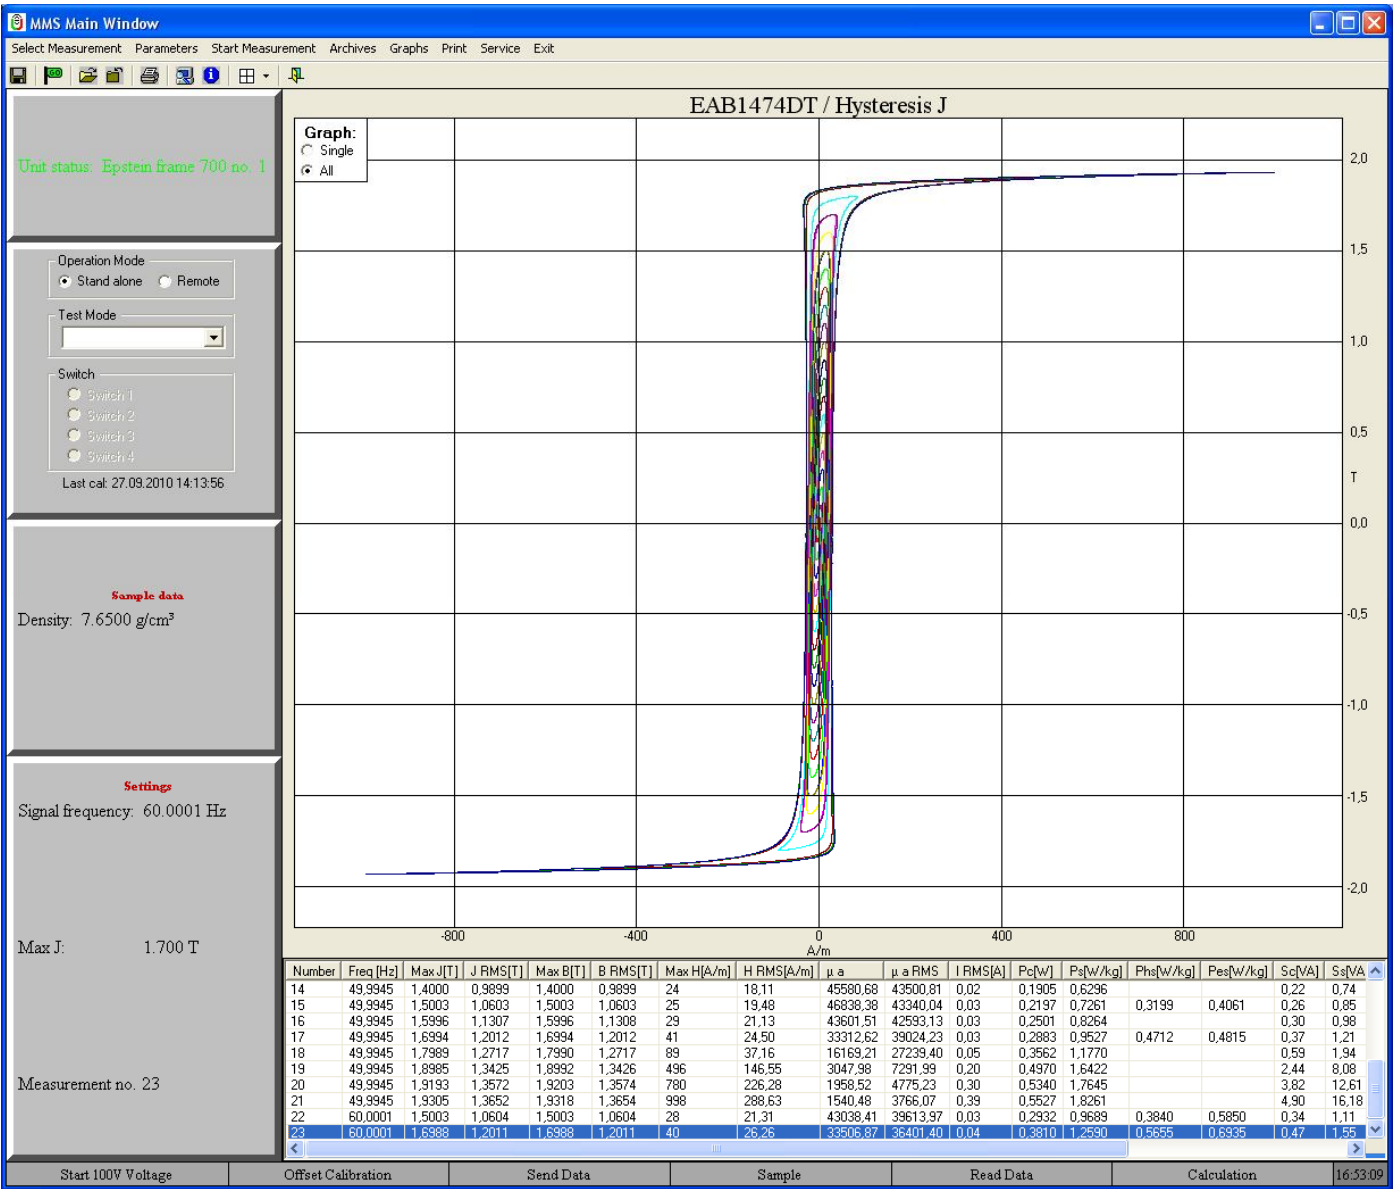 MMS Main Window
Select Measurement Parameters Start Measurement Archives Graphs Print Service Exit
GO
EAB1474DT / Hysteresis J
Graph:
Single
All
Unit status: Epstein frame 700 no. 1
Operation Mode
Stand alone Remote
Test Mode
Switch
Switch 1
Switch 2
Switch 3
Switch 4
Last cal: 27.09.2010 14:13:56
Sample data
Density: 7.6500 g/cm³
Settings
Signal frequency: 60.0001 Hz
Max J: 1.700 T
Measurement no. 23
2,0
1,5
1,0
0,5
T
0,0
-0,5
-1,0
-1,5
-2,0
-800 -400 0 400 800
A/m
Number Freq [Hz] Max J[T] J RMS[T] Max B[T] B RMS[T] Max H[A/m] H RMS[A/m] µ a µ a RMS I RMS[A] Pc[W] Ps[W/kg] Phs[W/kg] Pes[W/kg] Sc[VA] Ss[VA
14 49,9945 1,4000 0,9899 1,4000 0,9899 24 18,11 45580,68 43500,81 0,02 0,1905 0,6296 0,22 0,74
15 49,9945 1,5003 1,0603 1,5003 1,0603 25 19,48 46838,38 43340,04 0,03 0,2197 0,7261 0,3199 0,4061 0,26 0,85
16 49,9945 1,5996 1,1307 1,5996 1,1308 29 21,13 43601,51 42593,13 0,03 0,2501 0,8264 0,30 0,98
17 49,9945 1,6994 1,2012 1,6994 1,2012 41 24,50 33312,62 39024,23 0,03 0,2883 0,9527 0,4712 0,4815 0,37 1,21
18 49,9945 1,7989 1,2717 1,7990 1,2717 89 37,16 16169,21 27239,40 0,05 0,3562 1,1770 0,59 1,94
19 49,9945 1,8985 1,3425 1,8992 1,3426 496 146,55 3047,98 7291,99 0,20 0,4970 1,6422 2,44 8,08
20 49,9945 1,9193 1,3572 1,9203 1,3574 780 226,28 1958,52 4775,23 0,30 0,5340 1,7645 3,82 12,61
21 49,9945 1,9305 1,3652 1,9318 1,3654 998 288,63 1540,48 3766,07 0,39 0,5527 1,8261 4,90 16,18
22 60,0001 1,5003 1,0604 1,5003 1,0604 28 21,31 43038,41 39613,97 0,03 0,2932 0,9689 0,3840 0,5850 0,34 1,11
23 60,0001 1,6988 1,2011 1,6988 1,2011 40 26,26 33506,87 36401,40 0,04 0,3810 1,2590 0,5655 0,6935 0,47 1,55
Start 100V Voltage Offset Calibration Send Data Sample Read Data Calculation 16:53:09